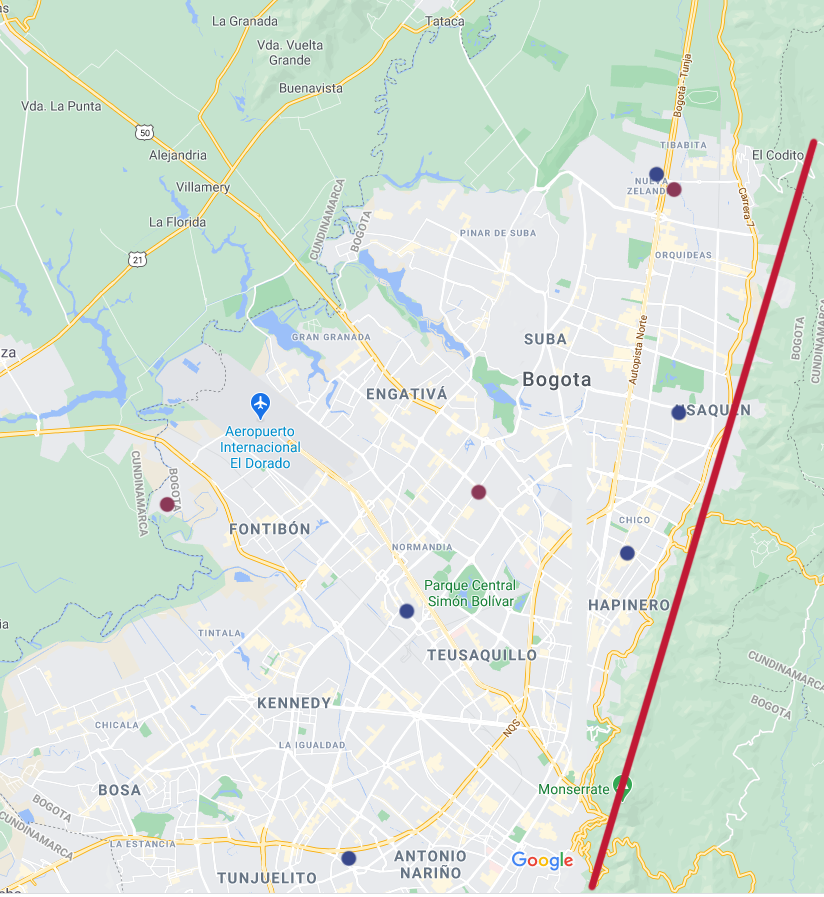 La Granada
Tataca
Vda. Vuelta
Grande
Buenavista
Bogotá - Tunja
Vda. La Punta
50
Alejandria
TIBABITA
El Codito
Villamery
NUEVA
ZELAND
CUNDINAMARCA
BOGOTA
Carrera 7
La Florida
PINAR DE SUBA
21
ORQUIDEAS
BOGOTA
CUNDINAMARCA
GRAN GRANADA
SUBA
Autopista Norte
za
Bogota
ENGATIVÁ
USAQUEN
Aeropuerto
Internacional
El Dorado
CUNDINAMARCA
BOGOTA
FONTIBÓN
CHICO
NORMANDIA
Parque Central
Simón Bolívar
HAPINERO
ia
TINTALA
TEUSAQUILLO
CUNDINAMARCA
BOGOTA
KENNEDY
CHICALA
NQS
LA IGUALDAD
BOSA
Monserrate
BOGOTA
CUNDINAMARCA
LA ESTANCIA
Google
ANTONIO
NARIÑO
TUNJUELITO